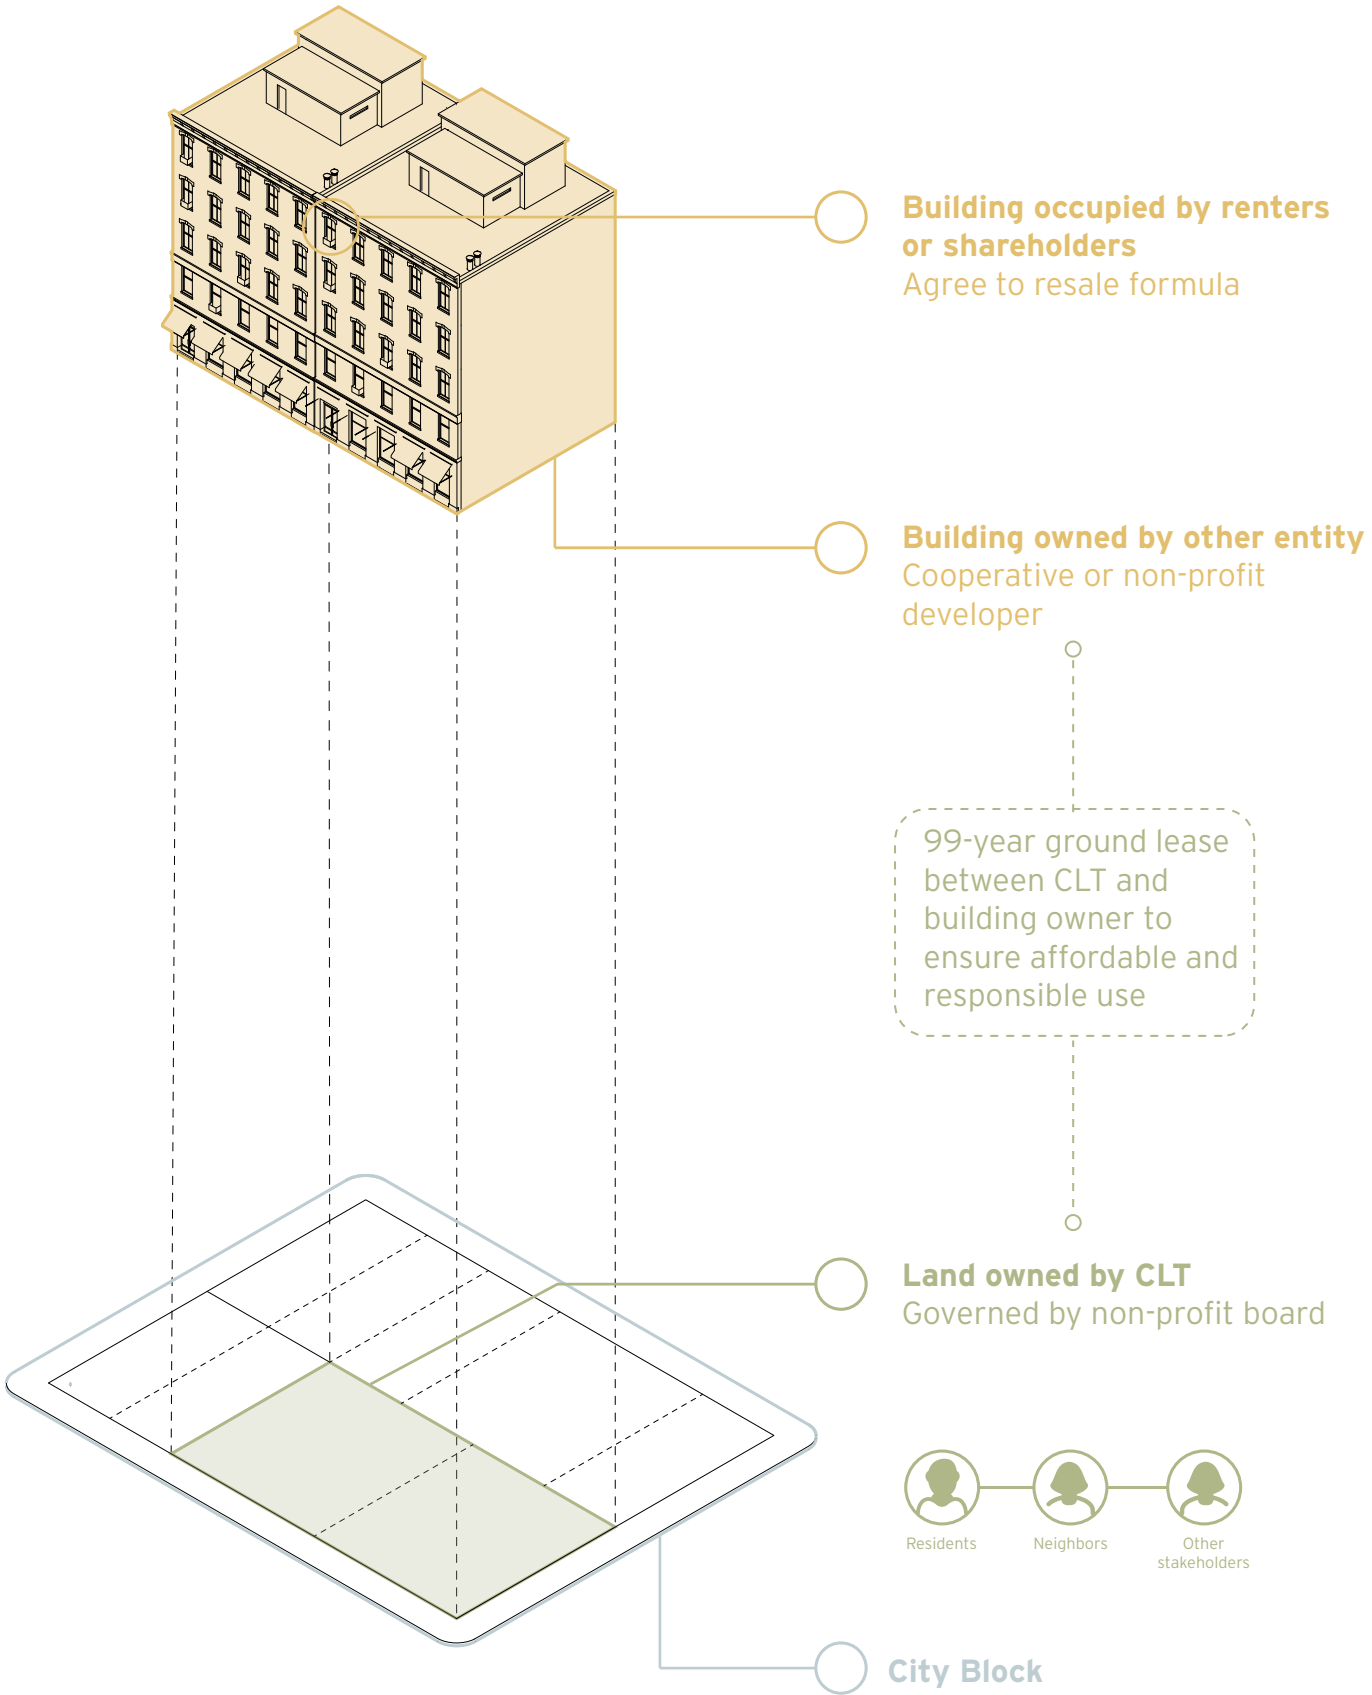 Building occupied by renters
or shareholders
Agree to resale formula
Building owned by other entity
Cooperative or non-profit
developer
99-year ground lease
between CLT and
building owner to
ensure affordable and
responsible use
Land owned by CLT
Governed by non-profit board
Residents
Neighbors
Other
stakeholders
City Block